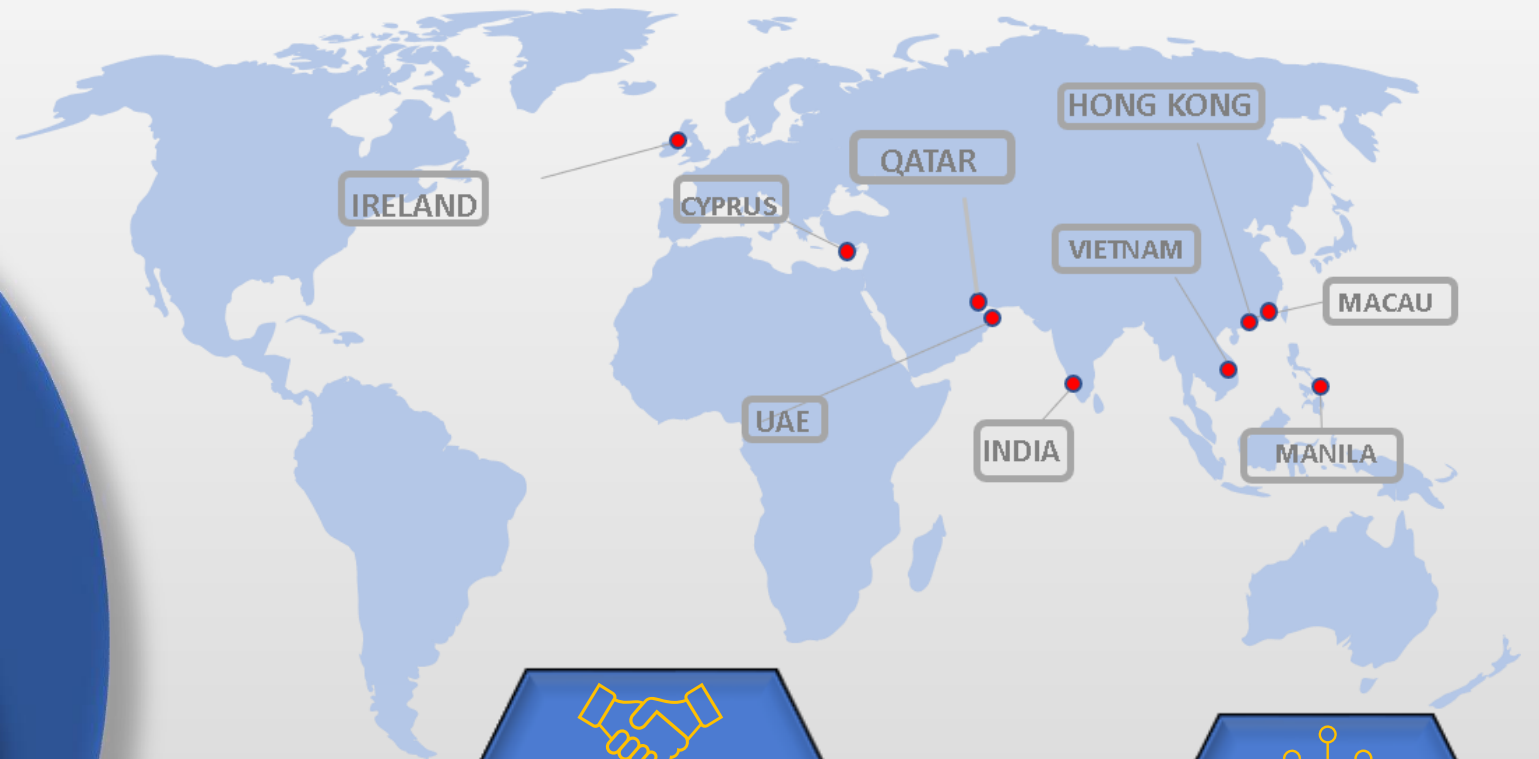 HONG KONG
QATAR
IRELAND
CYPRUS
VIETNAM
MACAU
UAE
INDIA
MANILA